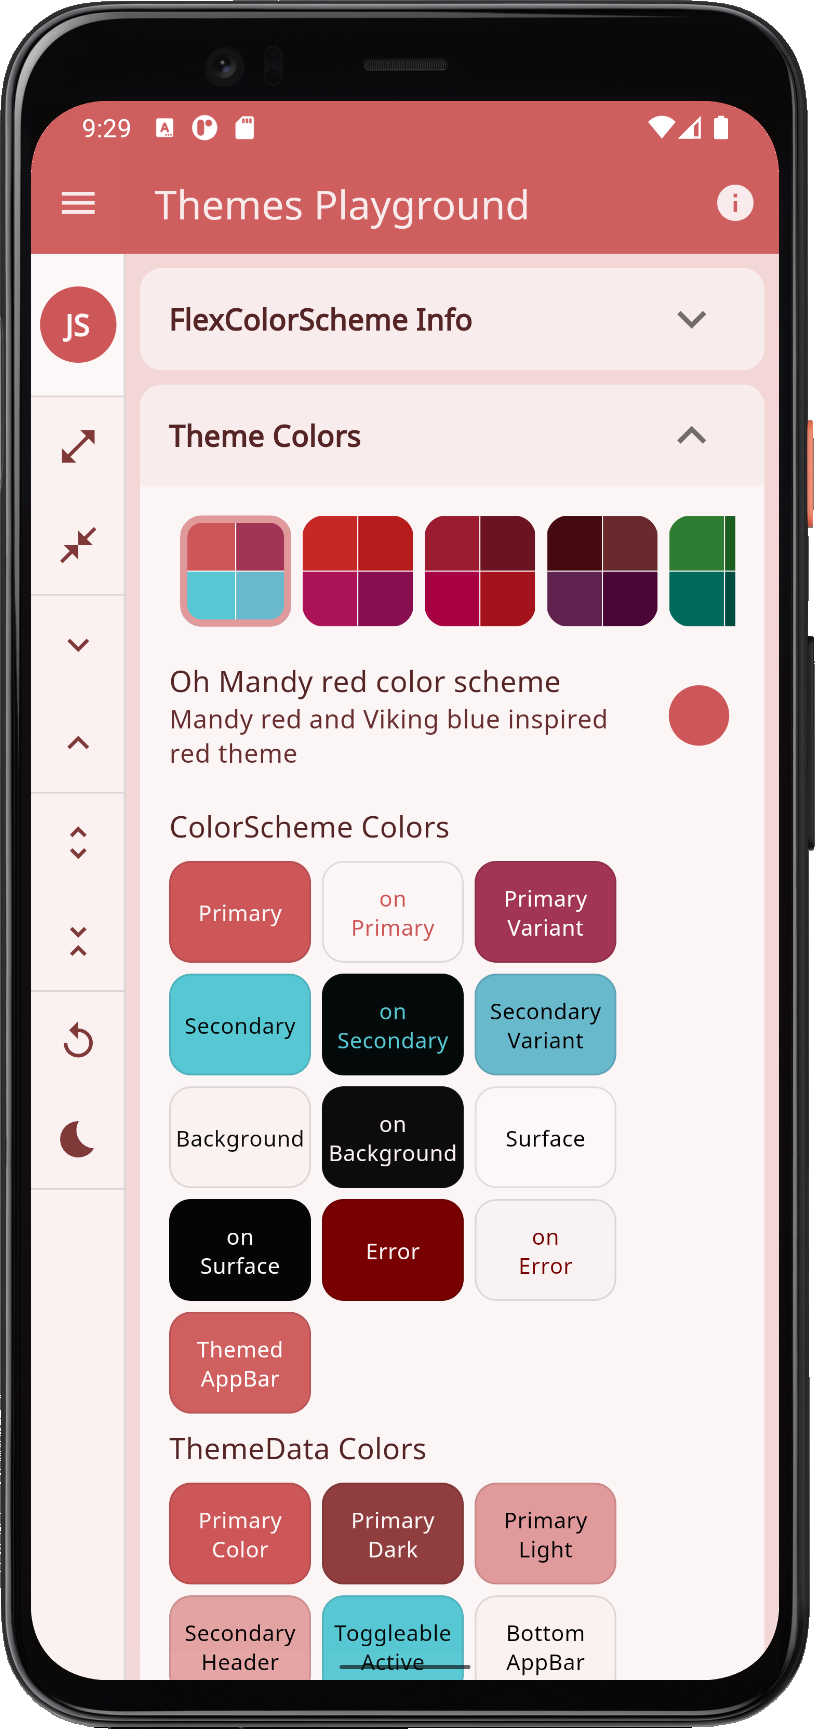 9:29
A
Themes Playground
JS
FlexColorScheme Info
Theme Colors
Oh Mandy red color scheme
Mandy red and Viking blue inspired
red theme
ColorScheme Colors
Primary
on
Primary
Primary
Variant
Secondary
on
Secondary
Secondary
Variant
Background
on
Background
Surface
on
Surface
Error
on
Error
Themed
AppBar
ThemeData Colors
Primary
Color
Primary
Dark
Primary
Light
Secondary
Header
Toggleable
Active
Bottom
AppBar